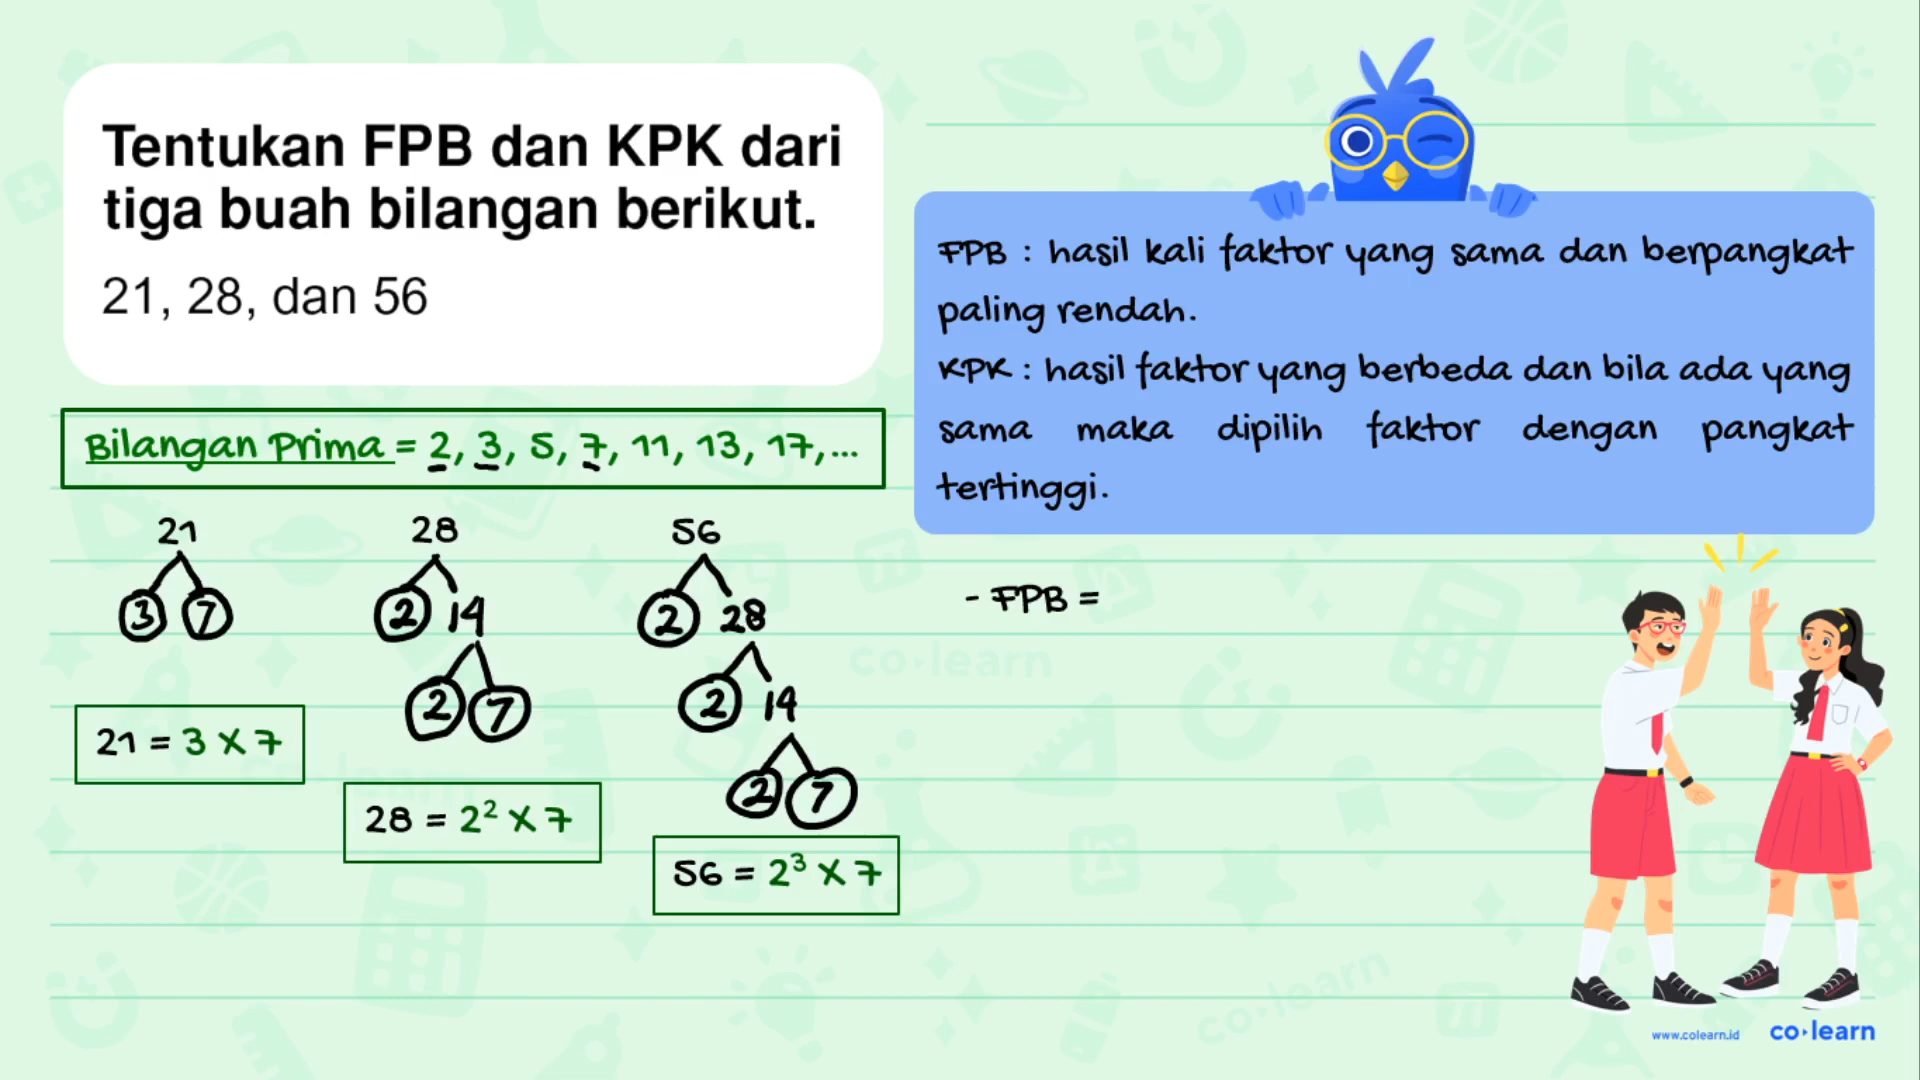 Tentukan FPB dan KPK dari
tiga buah bilangan berikut.
21, 28, dan 56
FPB : hasil kali faktor yang sama dan berpangkat
paling rendah.
KPK : hasil faktor yang berbeda dan bila ada yang
sama maka dipilih faktor dengan pangkat
tertinggi.
Bilangan Prima = 2, 3, 5, 7, 11, 13, 17, ...
21
3 7
21 = 3 X 7
28
2 14
2 7
28 = 2² X 7
56
2 28
2 14
2 7
56 = 2³ X 7
- FPB =
co·learn
co·learn
www.colearn.id
co·learn